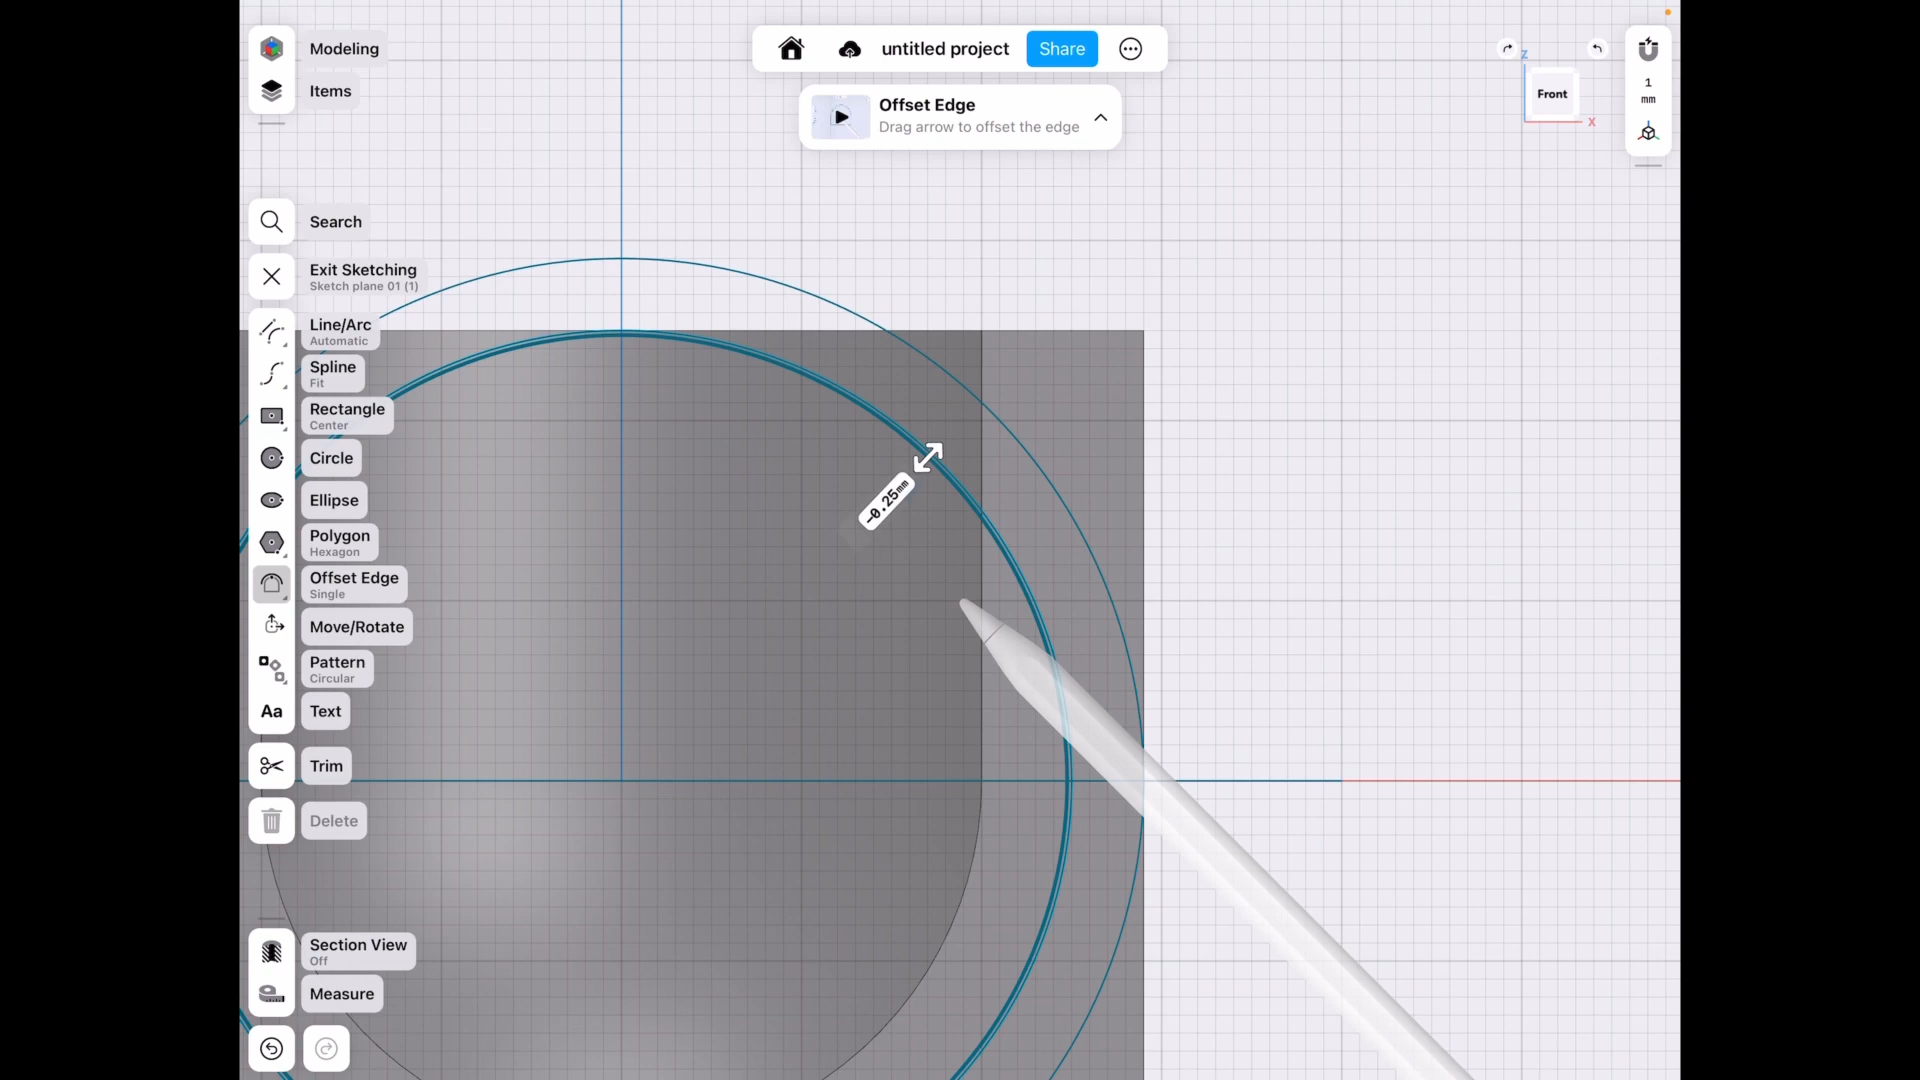 Modeling
Items
untitled project
Share
Offset Edge
Drag arrow to offset the edge
Z
Front
X
1
mm
Search
Exit Sketching
Sketch plane 01 (1)
Line/Arc
Automatic
Spline
Fit
Rectangle
Center
Circle
Ellipse
Polygon
Hexagon
Offset Edge
Single
Move/Rotate
Pattern
Circular
Aa
Text
Trim
Delete
Section View
Off
Measure
-0.25mm